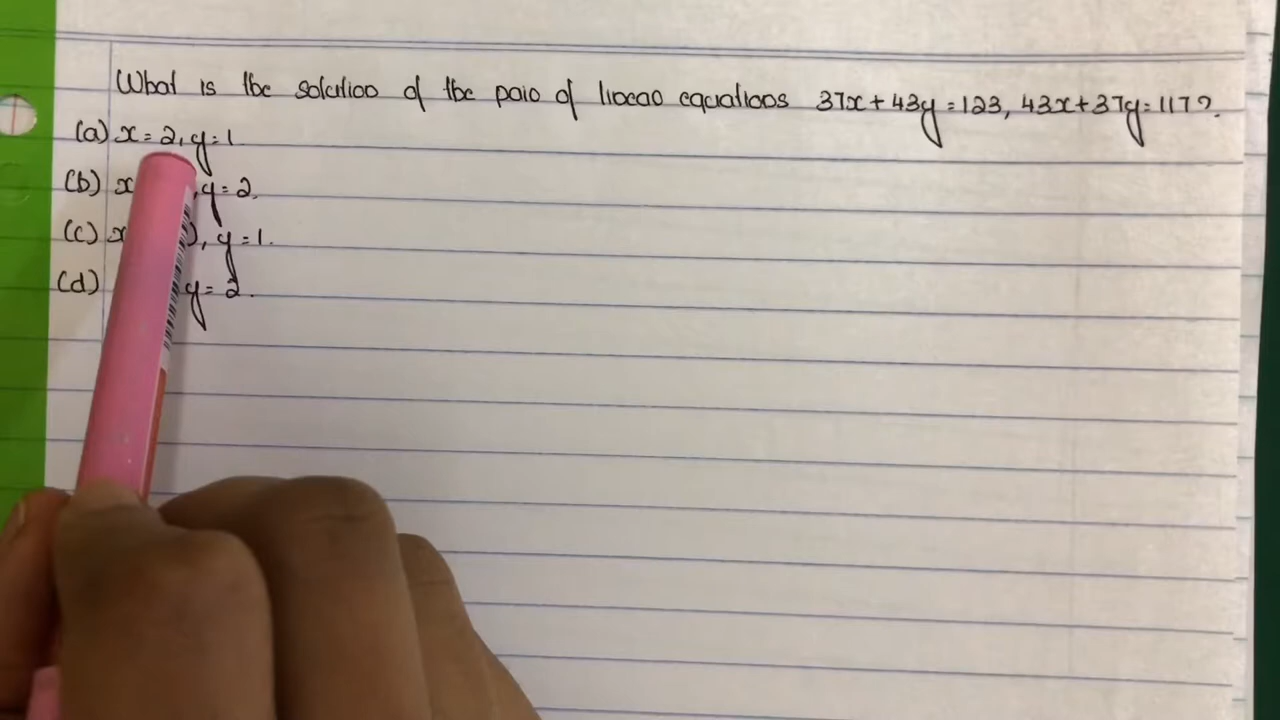 What is the solution of the pair of linear equations 37x + 43y = 123, 43x + 37y = 117?
(a) x = 2, y = 1.
(b) x , y = 2.
(c) x ), y = 1.
(d) y = 2.